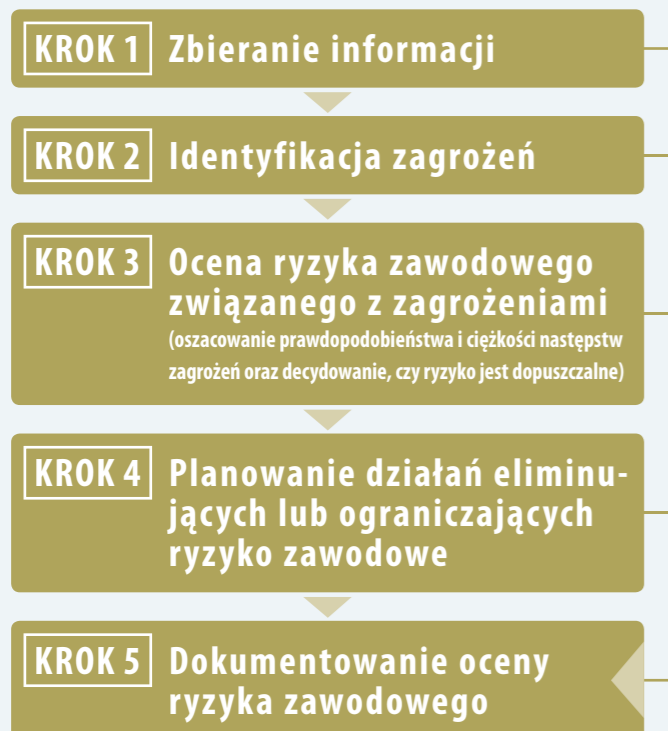 KROK 1 Zbieranie informacji
KROK 2 Identyfikacja zagrożeń
KROK 3 Ocena ryzyka zawodowego
związanego z zagrożeniami
(oszacowanie prawdopodobieństwa i ciężkości następstw
zagrożeń oraz decydowanie, czy ryzyko jest dopuszczalne)
KROK 4 Planowanie działań eliminu-
jących lub ograniczających
ryzyko zawodowe
KROK 5 Dokumentowanie oceny
ryzyka zawodowego